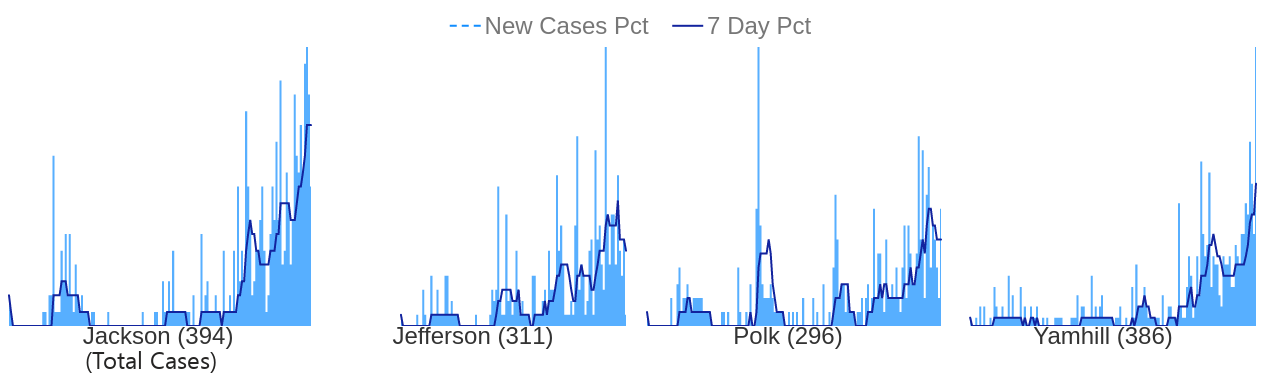 New Cases Pct 7 Day Pct
Jackson (394) Jefferson (311) Polk (296) Yamhill (386)
(Total Cases)